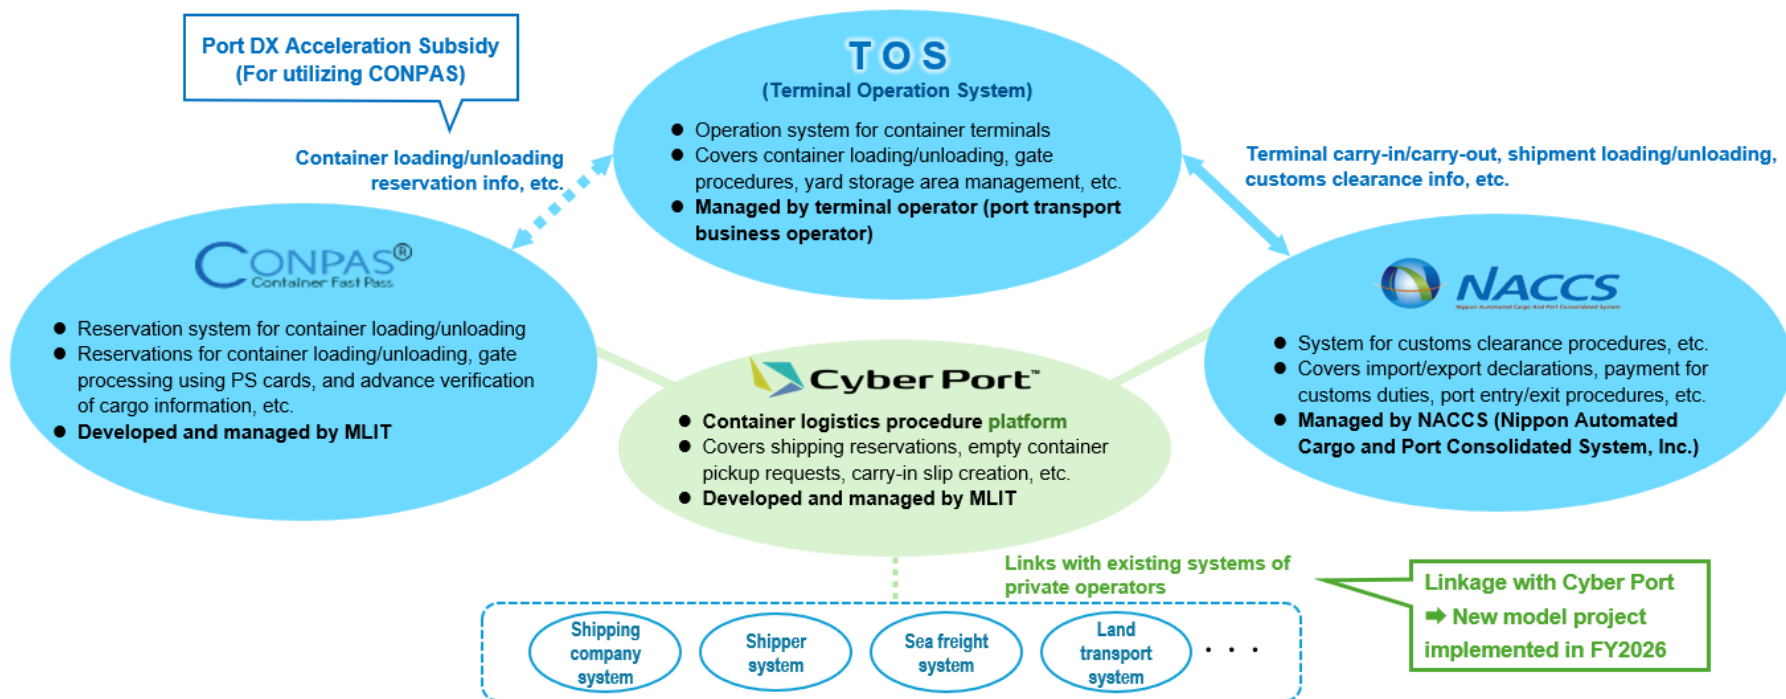 Port DX Acceleration Subsidy
(For utilizing CONPAS)
TOS
(Terminal Operation System)
● Operation system for container terminals
● Covers container loading/unloading, gate
procedures, yard storage area management, etc.
● Managed by terminal operator (port transport
business operator)
Container loading/unloading
reservation info, etc.
Terminal carry-in/carry-out, shipment loading/unloading,
customs clearance info, etc.
CONPAS®
Container Fast Pass
● Reservation system for container loading/unloading
● Reservations for container loading/unloading, gate
processing using PS cards, and advance verification
of cargo information, etc.
● Developed and managed by MLIT
NACCS
Nippon Automated Cargo And Port Consolidated System
● System for customs clearance procedures, etc.
● Covers import/export declarations, payment for
customs duties, port entry/exit procedures, etc.
● Managed by NACCS (Nippon Automated
Cargo and Port Consolidated System, Inc.)
Cyber Port™
● Container logistics procedure platform
● Covers shipping reservations, empty container
pickup requests, carry-in slip creation, etc.
● Developed and managed by MLIT
Links with existing systems of
private operators
Linkage with Cyber Port
➡ New model project
implemented in FY2026
Shipping
company
system
Shipper
system
Sea freight
system
Land
transport
system
· · ·